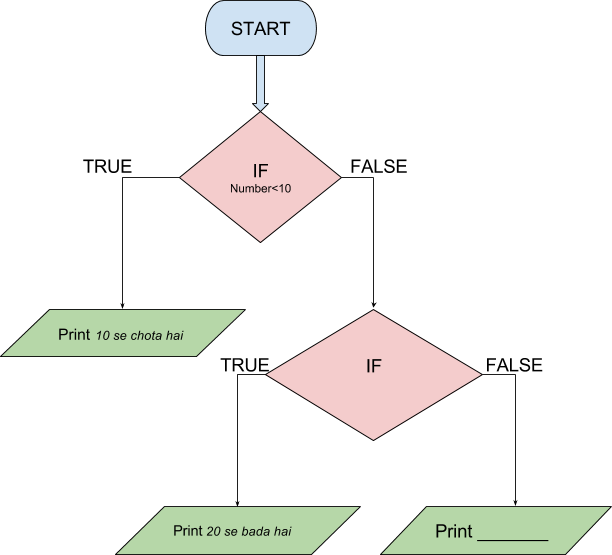 START
TRUE
FALSE
IF
Number<10
Print 10 se chota hai
TRUE
FALSE
IF
Print 20 se bada hai
Print ________